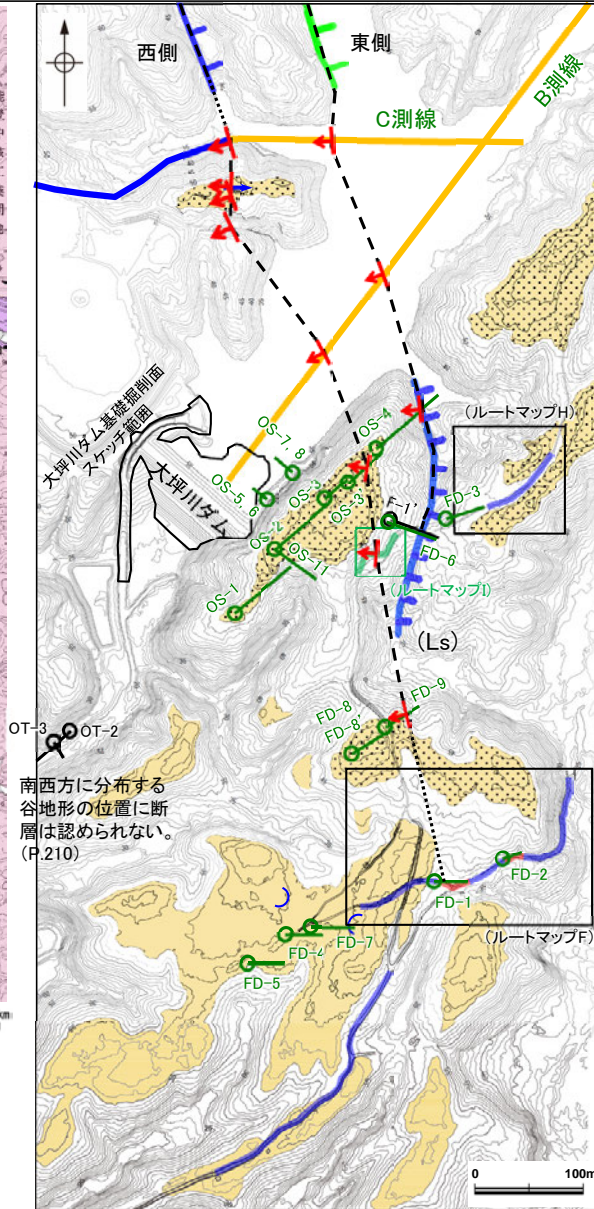 西側
東側
B測線
C測線
大坪川ダム基礎掘削面
スケッチ範囲
大坪川ダム
OS-7, 8
OS-5, 6
OS-4
OS-3
OS-3'
OS-2
OS-11
OS-1
(ルートマップH)
F-1'
FD-3
FD-6
(ルートマップI)
(Ls)
FD-9
FD-8
FD-8'
OT-3
OT-2
南西方に分布する
谷地形の位置に断
層は認められない。
(P.210)
FD-2
FD-1
(ルートマップF)
FD-7
FD-4
FD-5
0 100m